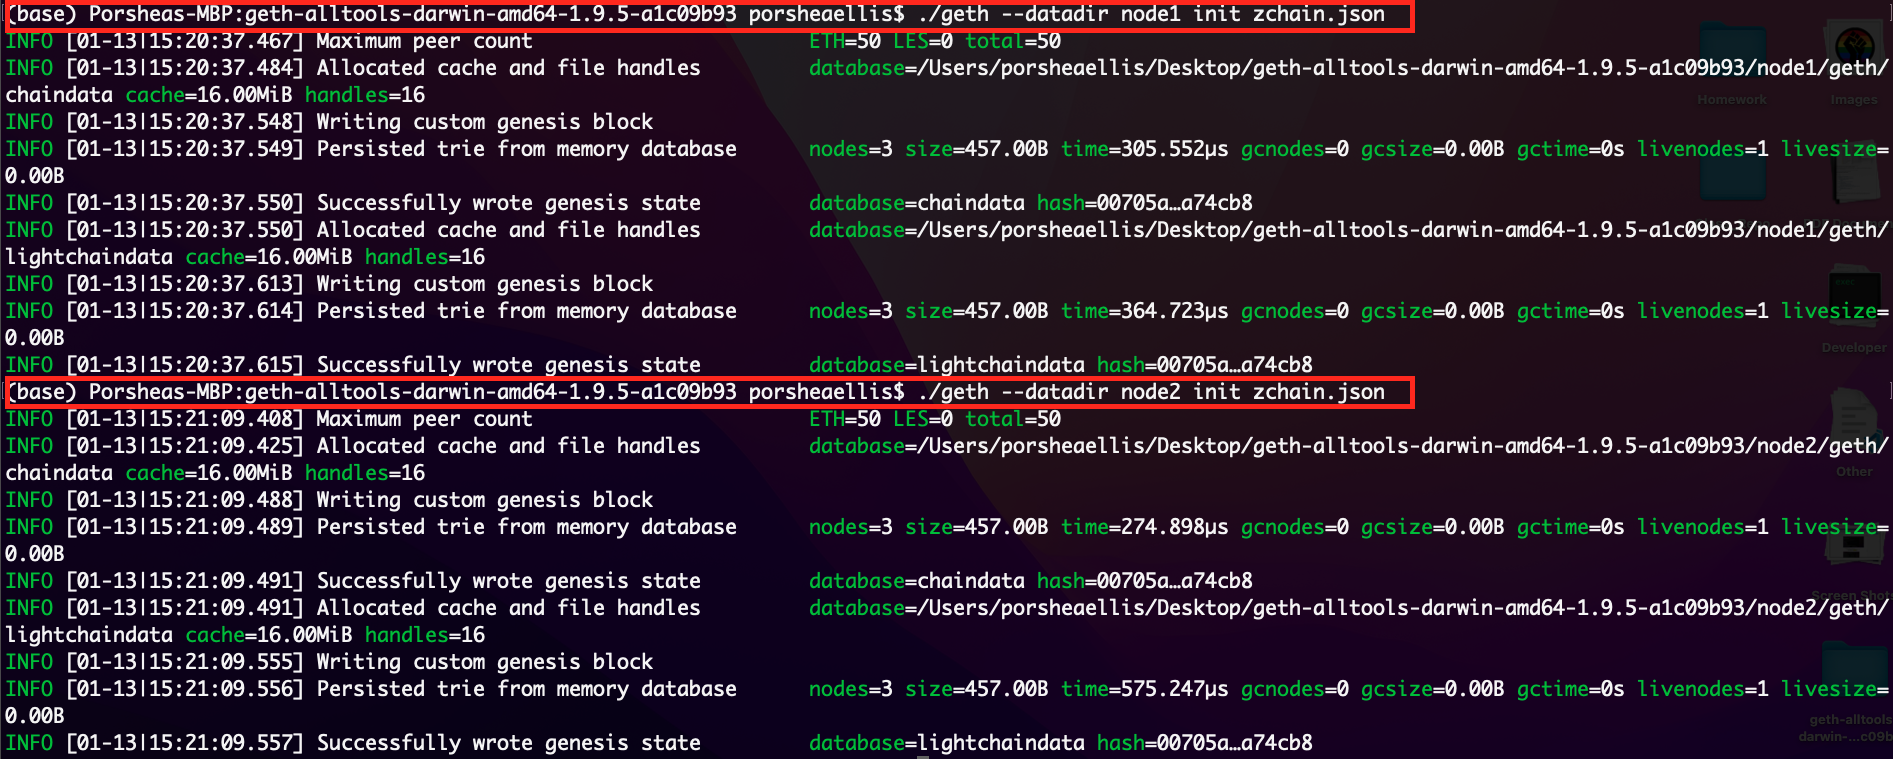 (base) Porsheas-MBP:geth-alltools-darwin-amd64-1.9.5-a1c09b93 porsheaellis$ ./geth --datadir node1 init zchain.json
INFO [01-13|15:20:37.467] Maximum peer count ETH=50 LES=0 total=50
INFO [01-13|15:20:37.484] Allocated cache and file handles database=/Users/porsheaellis/Desktop/geth-alltools-darwin-amd64-1.9.5-a1c09b93/node1/geth/
chaindata cache=16.00MiB handles=16
INFO [01-13|15:20:37.548] Writing custom genesis block
INFO [01-13|15:20:37.549] Persisted trie from memory database nodes=3 size=457.00B time=305.552µs gcnodes=0 gcsize=0.00B gctime=0s livenodes=1 livesize=
0.00B
INFO [01-13|15:20:37.550] Successfully wrote genesis state database=chaindata hash=00705a…a74cb8
INFO [01-13|15:20:37.550] Allocated cache and file handles database=/Users/porsheaellis/Desktop/geth-alltools-darwin-amd64-1.9.5-a1c09b93/node1/geth/
lightchaindata cache=16.00MiB handles=16
INFO [01-13|15:20:37.613] Writing custom genesis block
INFO [01-13|15:20:37.614] Persisted trie from memory database nodes=3 size=457.00B time=364.723µs gcnodes=0 gcsize=0.00B gctime=0s livenodes=1 livesize=
0.00B
INFO [01-13|15:20:37.615] Successfully wrote genesis state database=lightchaindata hash=00705a…a74cb8
(base) Porsheas-MBP:geth-alltools-darwin-amd64-1.9.5-a1c09b93 porsheaellis$ ./geth --datadir node2 init zchain.json
INFO [01-13|15:21:09.408] Maximum peer count ETH=50 LES=0 total=50
INFO [01-13|15:21:09.425] Allocated cache and file handles database=/Users/porsheaellis/Desktop/geth-alltools-darwin-amd64-1.9.5-a1c09b93/node2/geth/
chaindata cache=16.00MiB handles=16
INFO [01-13|15:21:09.488] Writing custom genesis block
INFO [01-13|15:21:09.489] Persisted trie from memory database nodes=3 size=457.00B time=274.898µs gcnodes=0 gcsize=0.00B gctime=0s livenodes=1 livesize=
0.00B
INFO [01-13|15:21:09.491] Successfully wrote genesis state database=chaindata hash=00705a…a74cb8
INFO [01-13|15:21:09.491] Allocated cache and file handles database=/Users/porsheaellis/Desktop/geth-alltools-darwin-amd64-1.9.5-a1c09b93/node2/geth/
lightchaindata cache=16.00MiB handles=16
INFO [01-13|15:21:09.555] Writing custom genesis block
INFO [01-13|15:21:09.556] Persisted trie from memory database nodes=3 size=457.00B time=575.247µs gcnodes=0 gcsize=0.00B gctime=0s livenodes=1 livesize=
0.00B
INFO [01-13|15:21:09.557] Successfully wrote genesis state database=lightchaindata hash=00705a…a74cb8
Homework
Images
Developer
Other
Screen Shots
geth-alltools
darwin-...c09b